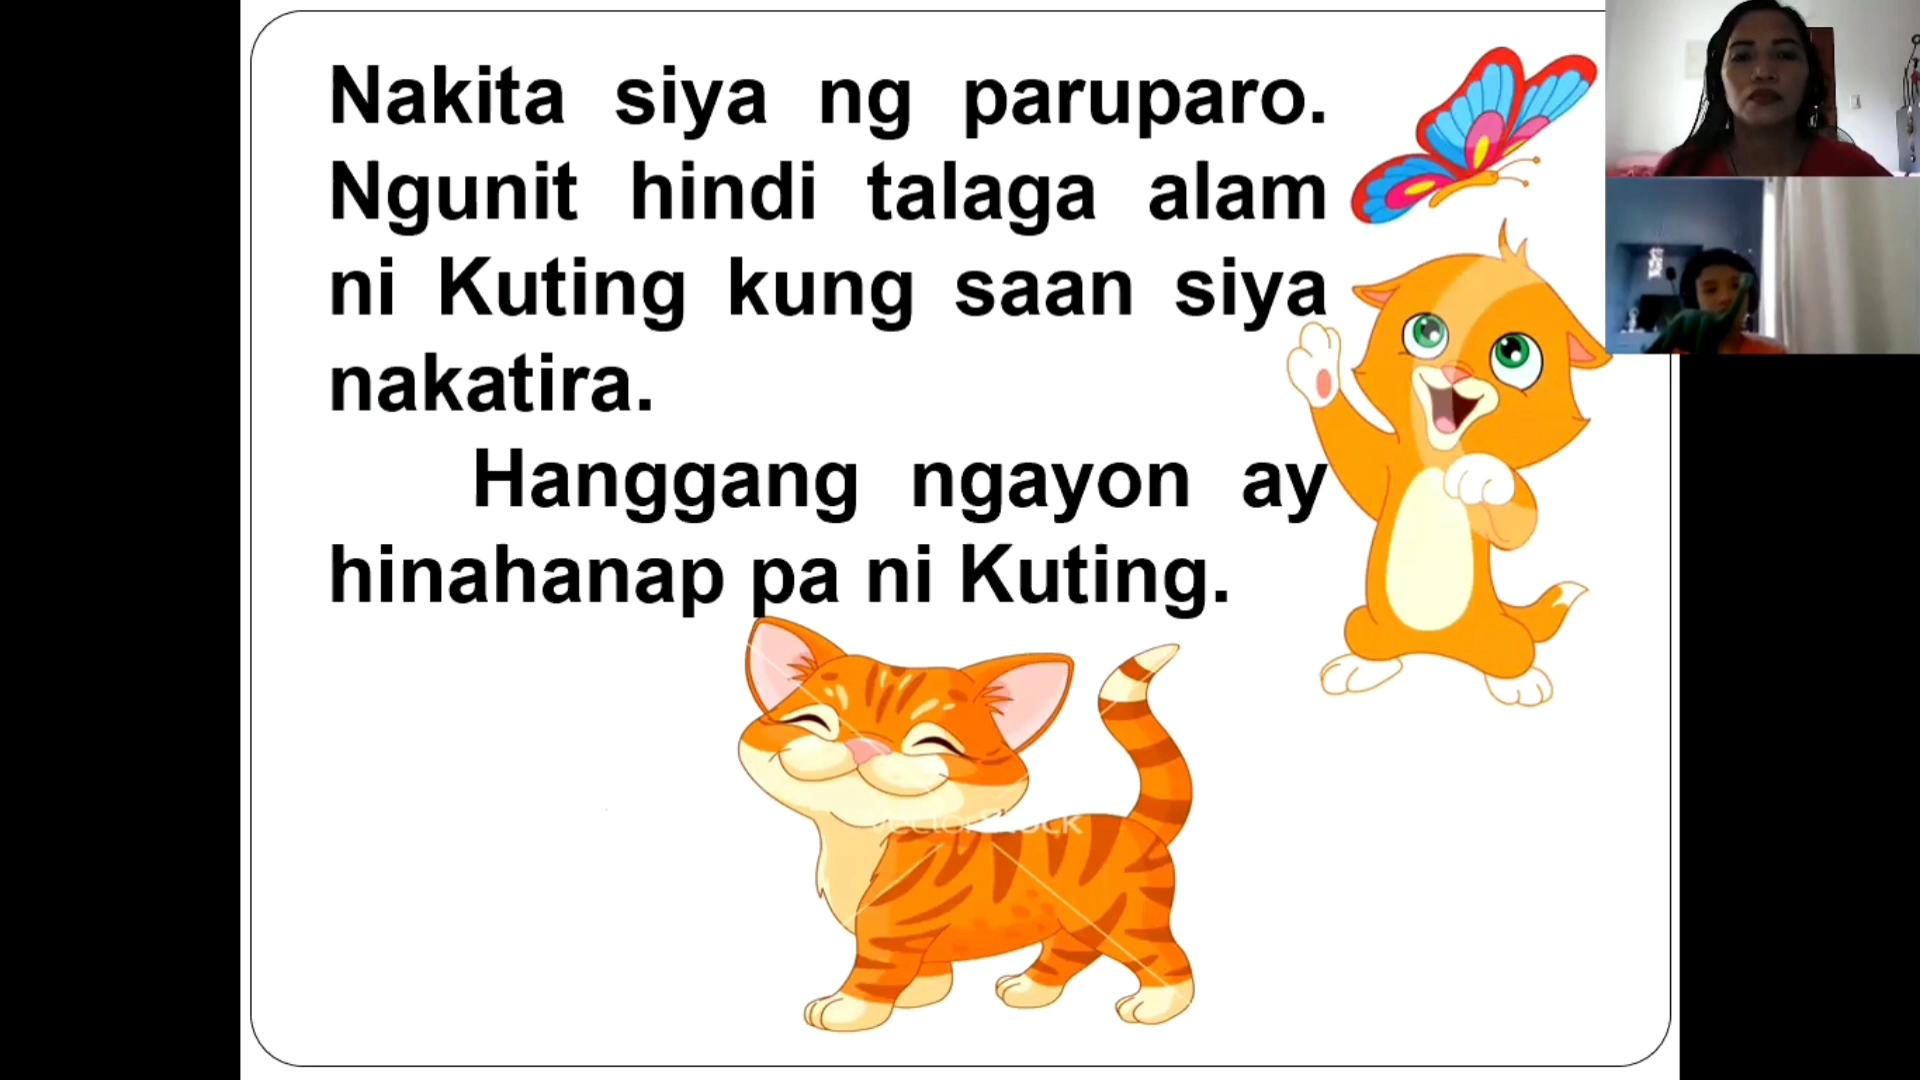 Nakita siya ng paruparo.
Ngunit hindi talaga alam
ni Kuting kung saan siya
nakatira.
Hanggang ngayon ay
hinahanap pa ni Kuting.
vectorstock